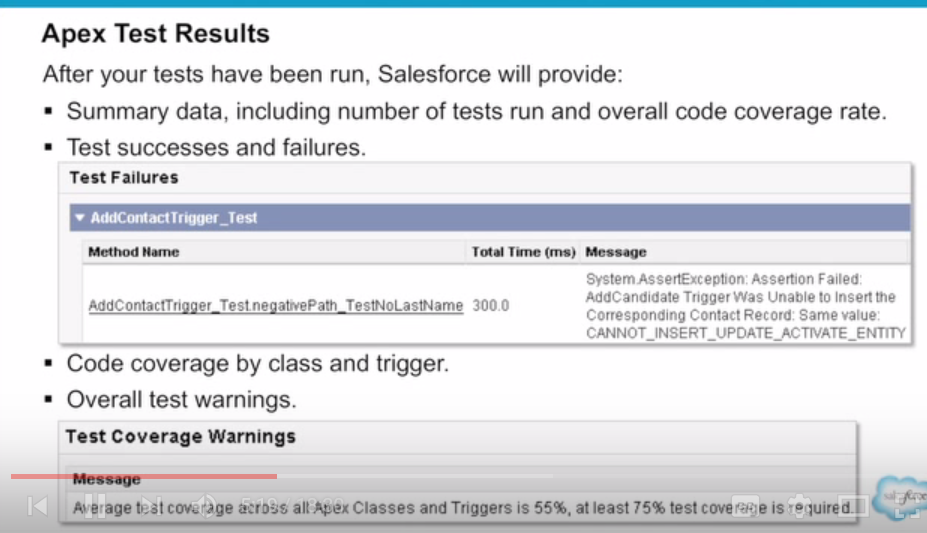 Apex Test Results
After your tests have been run, Salesforce will provide:
▪ Summary data, including number of tests run and overall code coverage rate.
▪ Test successes and failures.
Test Failures
AddContactTrigger_Test
Method Name Total Time (ms) Message
System.AssertException: Assertion Failed:
AddCandidate Trigger Was Unable to Insert the
AddContactTrigger_Test.negativePath_TestNoLastName 300.0
Corresponding Contact Record: Same value:
CANNOT_INSERT_UPDATE_ACTIVATE_ENTITY
▪ Code coverage by class and trigger.
▪ Overall test warnings.
Test Coverage Warnings
Message
Average test coverage across all Apex Classes and Triggers is 55%, at least 75% test coverage is required.
salesforce